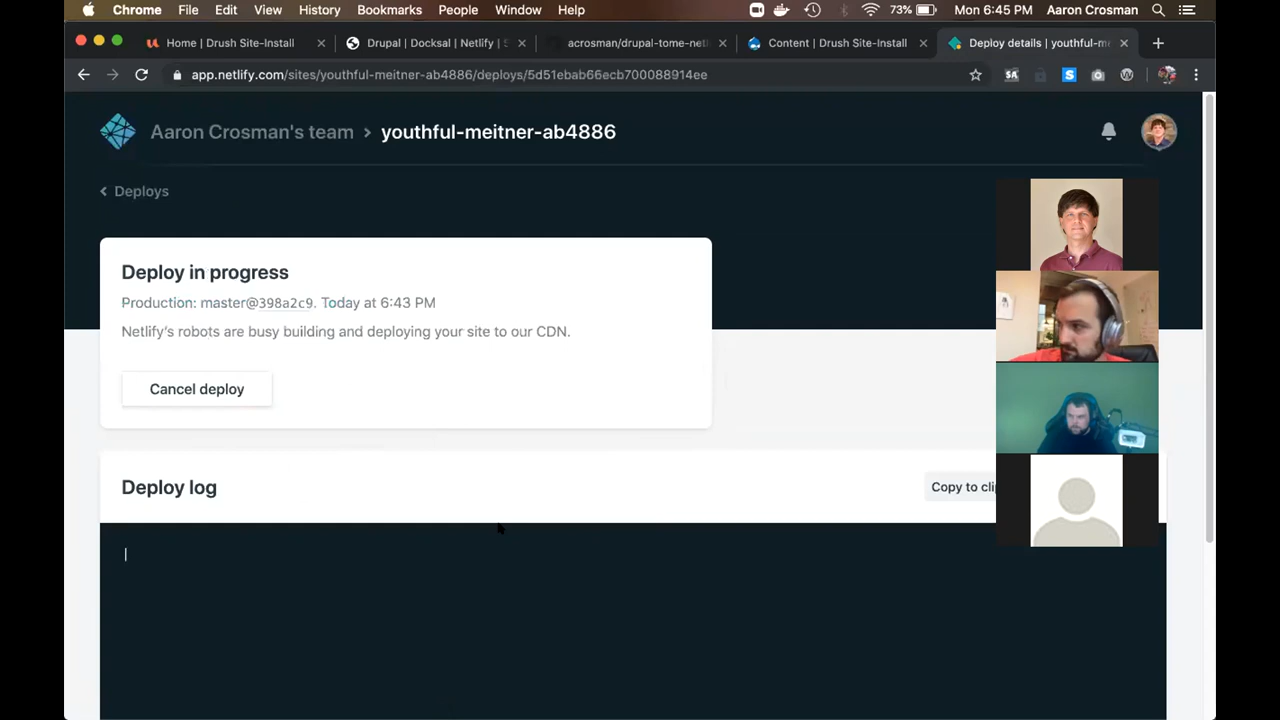 Chrome File Edit View History Bookmarks People Window Help 73% Mon 6:45 PM Aaron Crosman
Home | Drush Site-Install
Drupal | Docksal | Netlify | S
acrosman/drupal-tome-netl
Content | Drush Site-Install
Deploy details | youthful-me
app.netlify.com/sites/youthful-meitner-ab4886/deploys/5d51ebab66ecb700088914ee
Aaron Crosman's team > youthful-meitner-ab4886
Deploys
Deploy in progress
Production: master@398a2c9. Today at 6:43 PM
Netlify's robots are busy building and deploying your site to our CDN.
Cancel deploy
Deploy log
Copy to clip